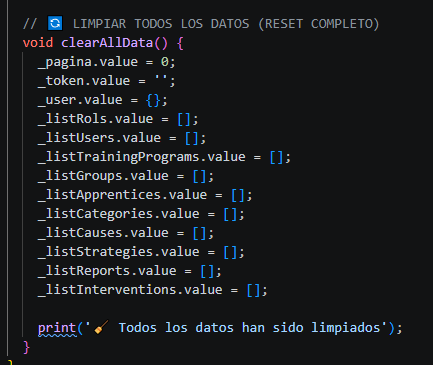 // 🔄 LIMPIAR TODOS LOS DATOS (RESET COMPLETO)
void clearAllData() {
_pagina.value = 0;
_token.value = '';
_user.value = {};
_listRols.value = [];
_listUsers.value = [];
_listTrainingPrograms.value = [];
_listGroups.value = [];
_listApprentices.value = [];
_listCategories.value = [];
_listCauses.value = [];
_listStrategies.value = [];
_listReports.value = [];
_listInterventions.value = [];
print('🧹 Todos los datos han sido limpiados');
}
}